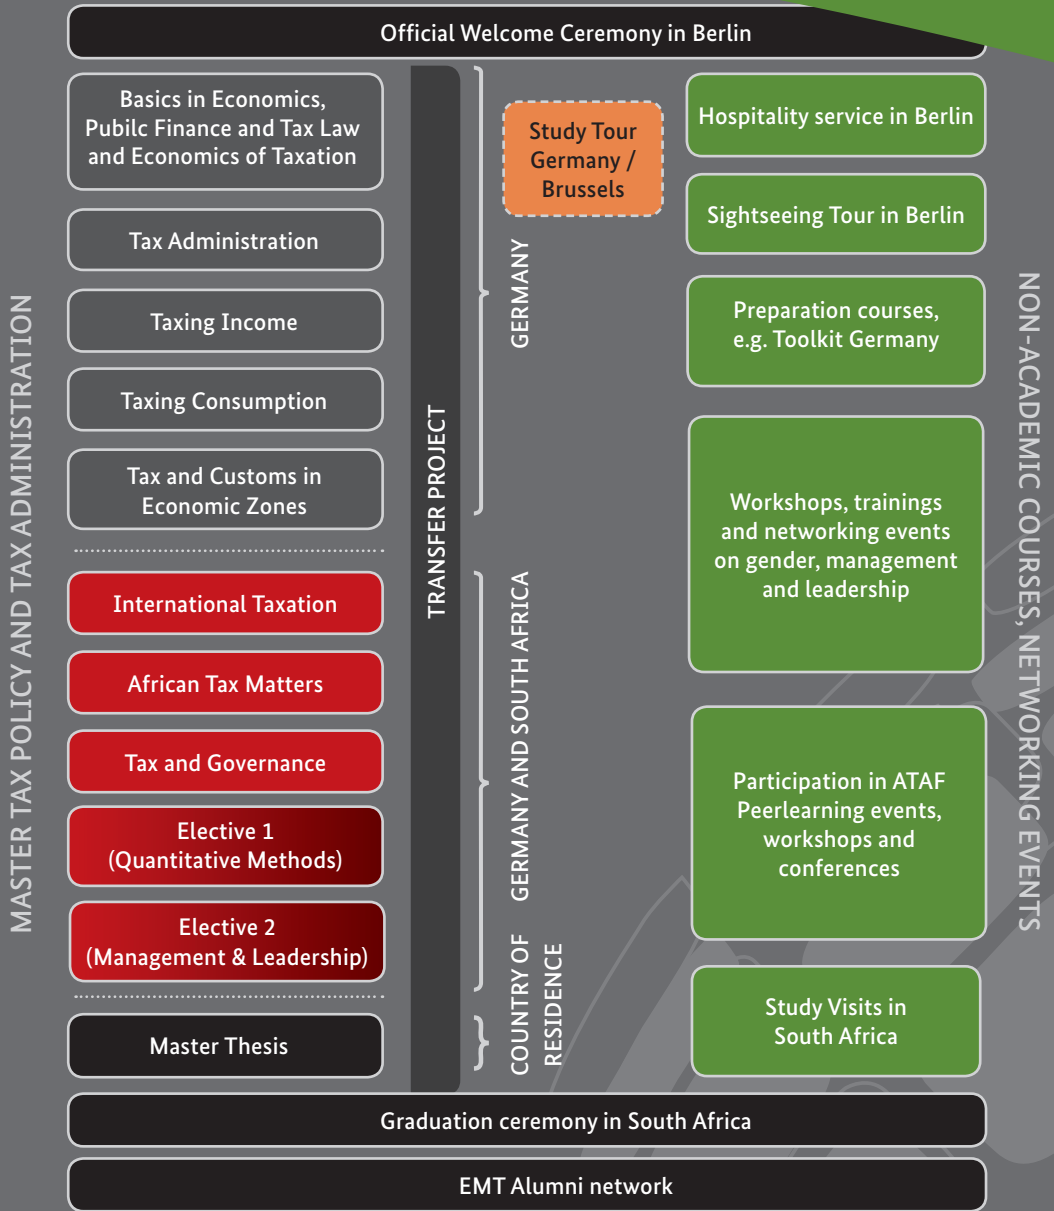 Official Welcome Ceremony in Berlin
MASTER TAX POLICY AND TAX ADMINISTRATION
Basics in Economics,
Pubilc Finance and Tax Law
and Economics of Taxation
Tax Administration
Taxing Income
Taxing Consumption
Tax and Customs in
Economic Zones
International Taxation
African Tax Matters
Tax and Governance
Elective 1
(Quantitative Methods)
Elective 2
(Management & Leadership)
Master Thesis
TRANSFER PROJECT
Study Tour
Germany /
Brussels
GERMANY
GERMANY AND SOUTH AFRICA
COUNTRY OF
RESIDENCE
Hospitality service in Berlin
Sightseeing Tour in Berlin
Preparation courses,
e.g. Toolkit Germany
Workshops, trainings
and networking events
on gender, management
and leadership
Participation in ATAF
Peerlearning events,
workshops and
conferences
Study Visits in
South Africa
NON-ACADEMIC COURSES, NETWORKING EVENTS
Graduation ceremony in South Africa
EMT Alumni network